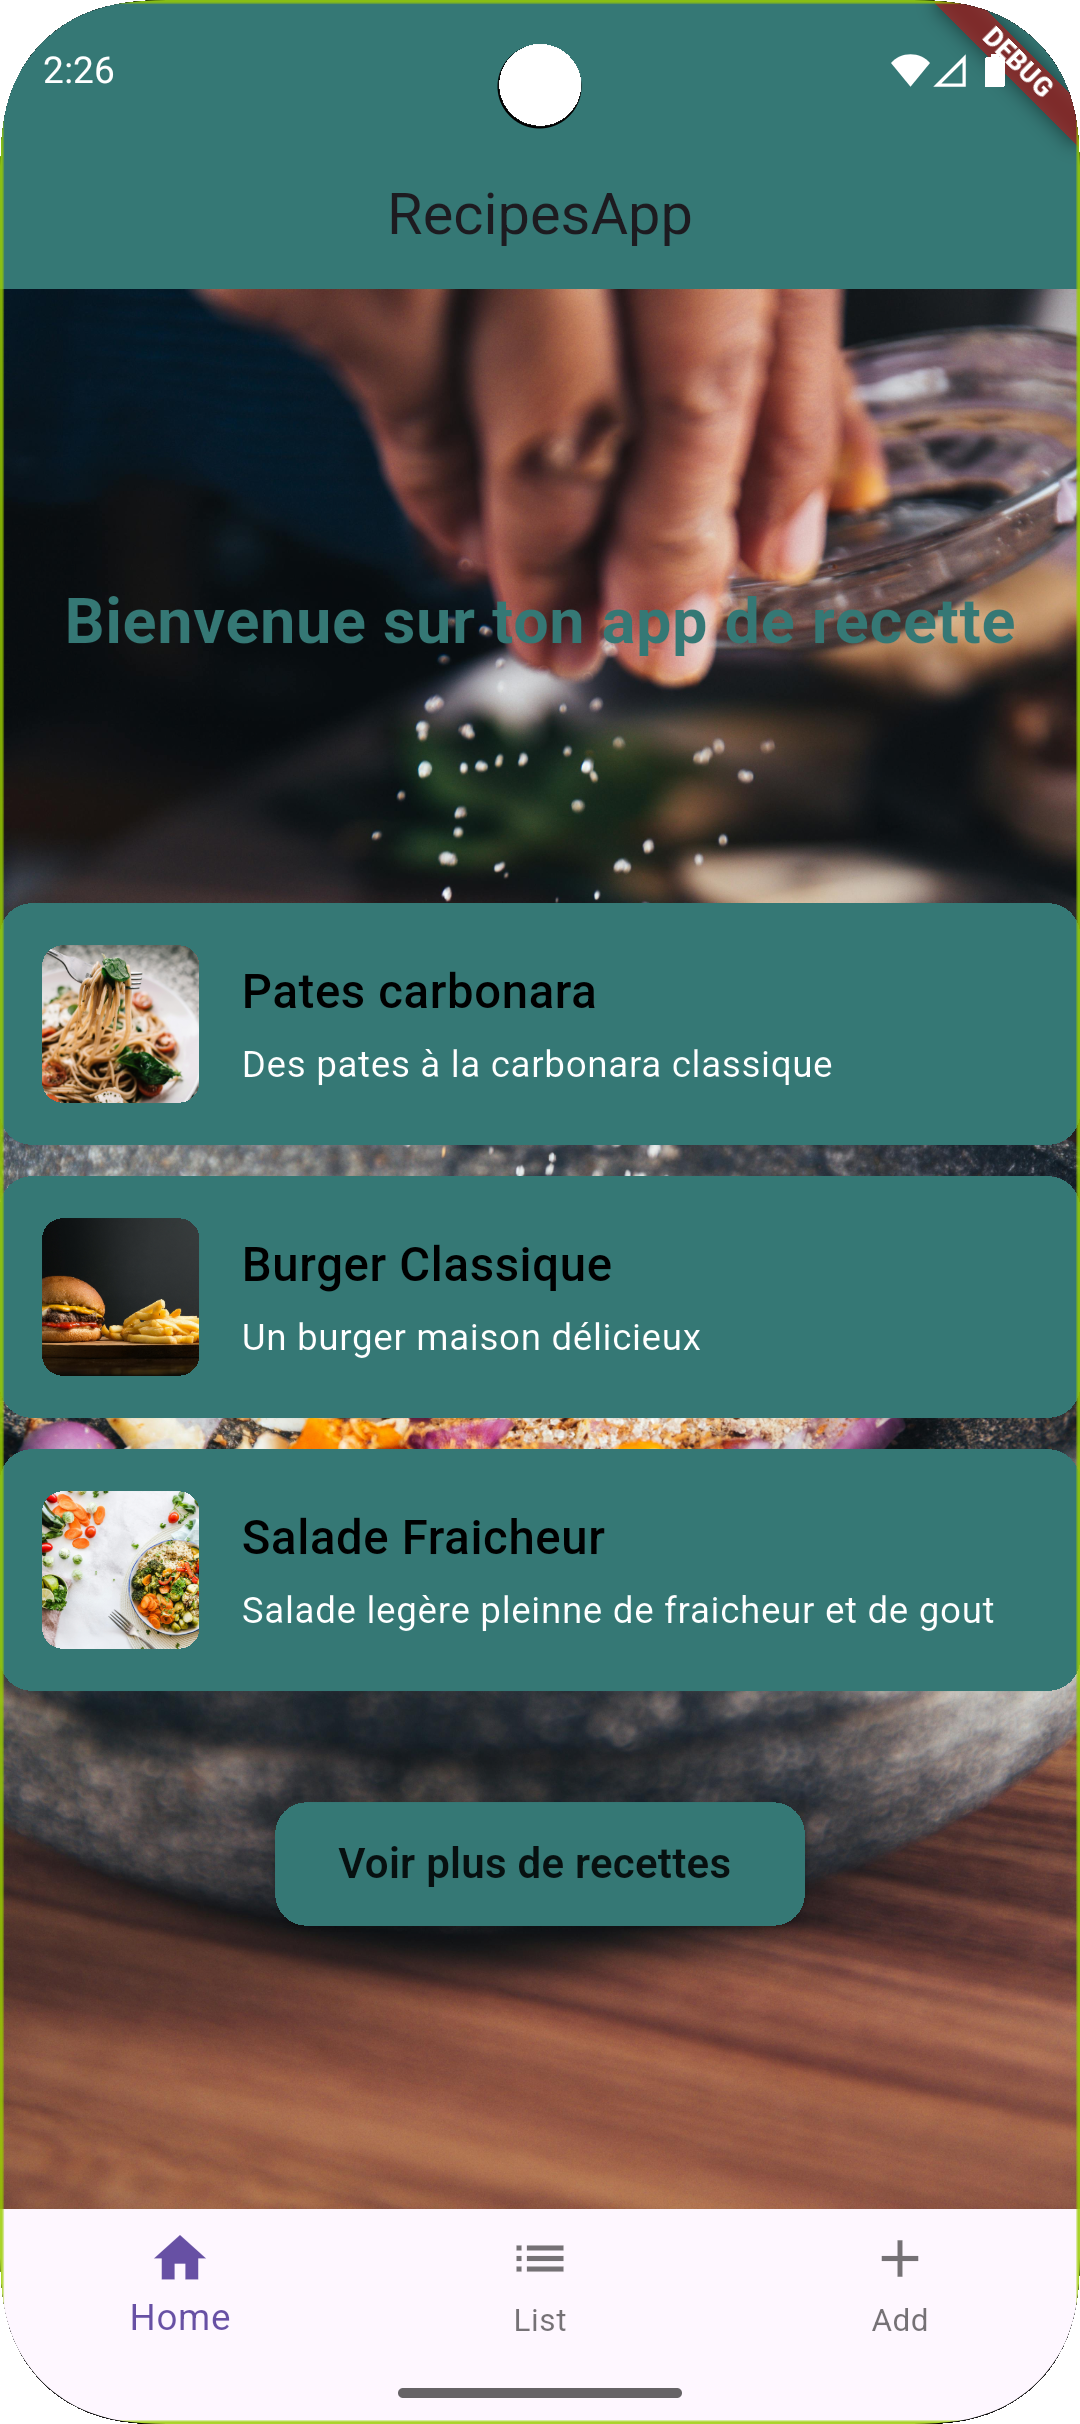 2:26
DEBUG
RecipesApp
Bienvenue sur ton app de recette
Pates carbonara
Des pates à la carbonara classique
Burger Classique
Un burger maison délicieux
Salade Fraicheur
Salade legère pleinne de fraicheur et de gout
Voir plus de recettes
Home
List
Add